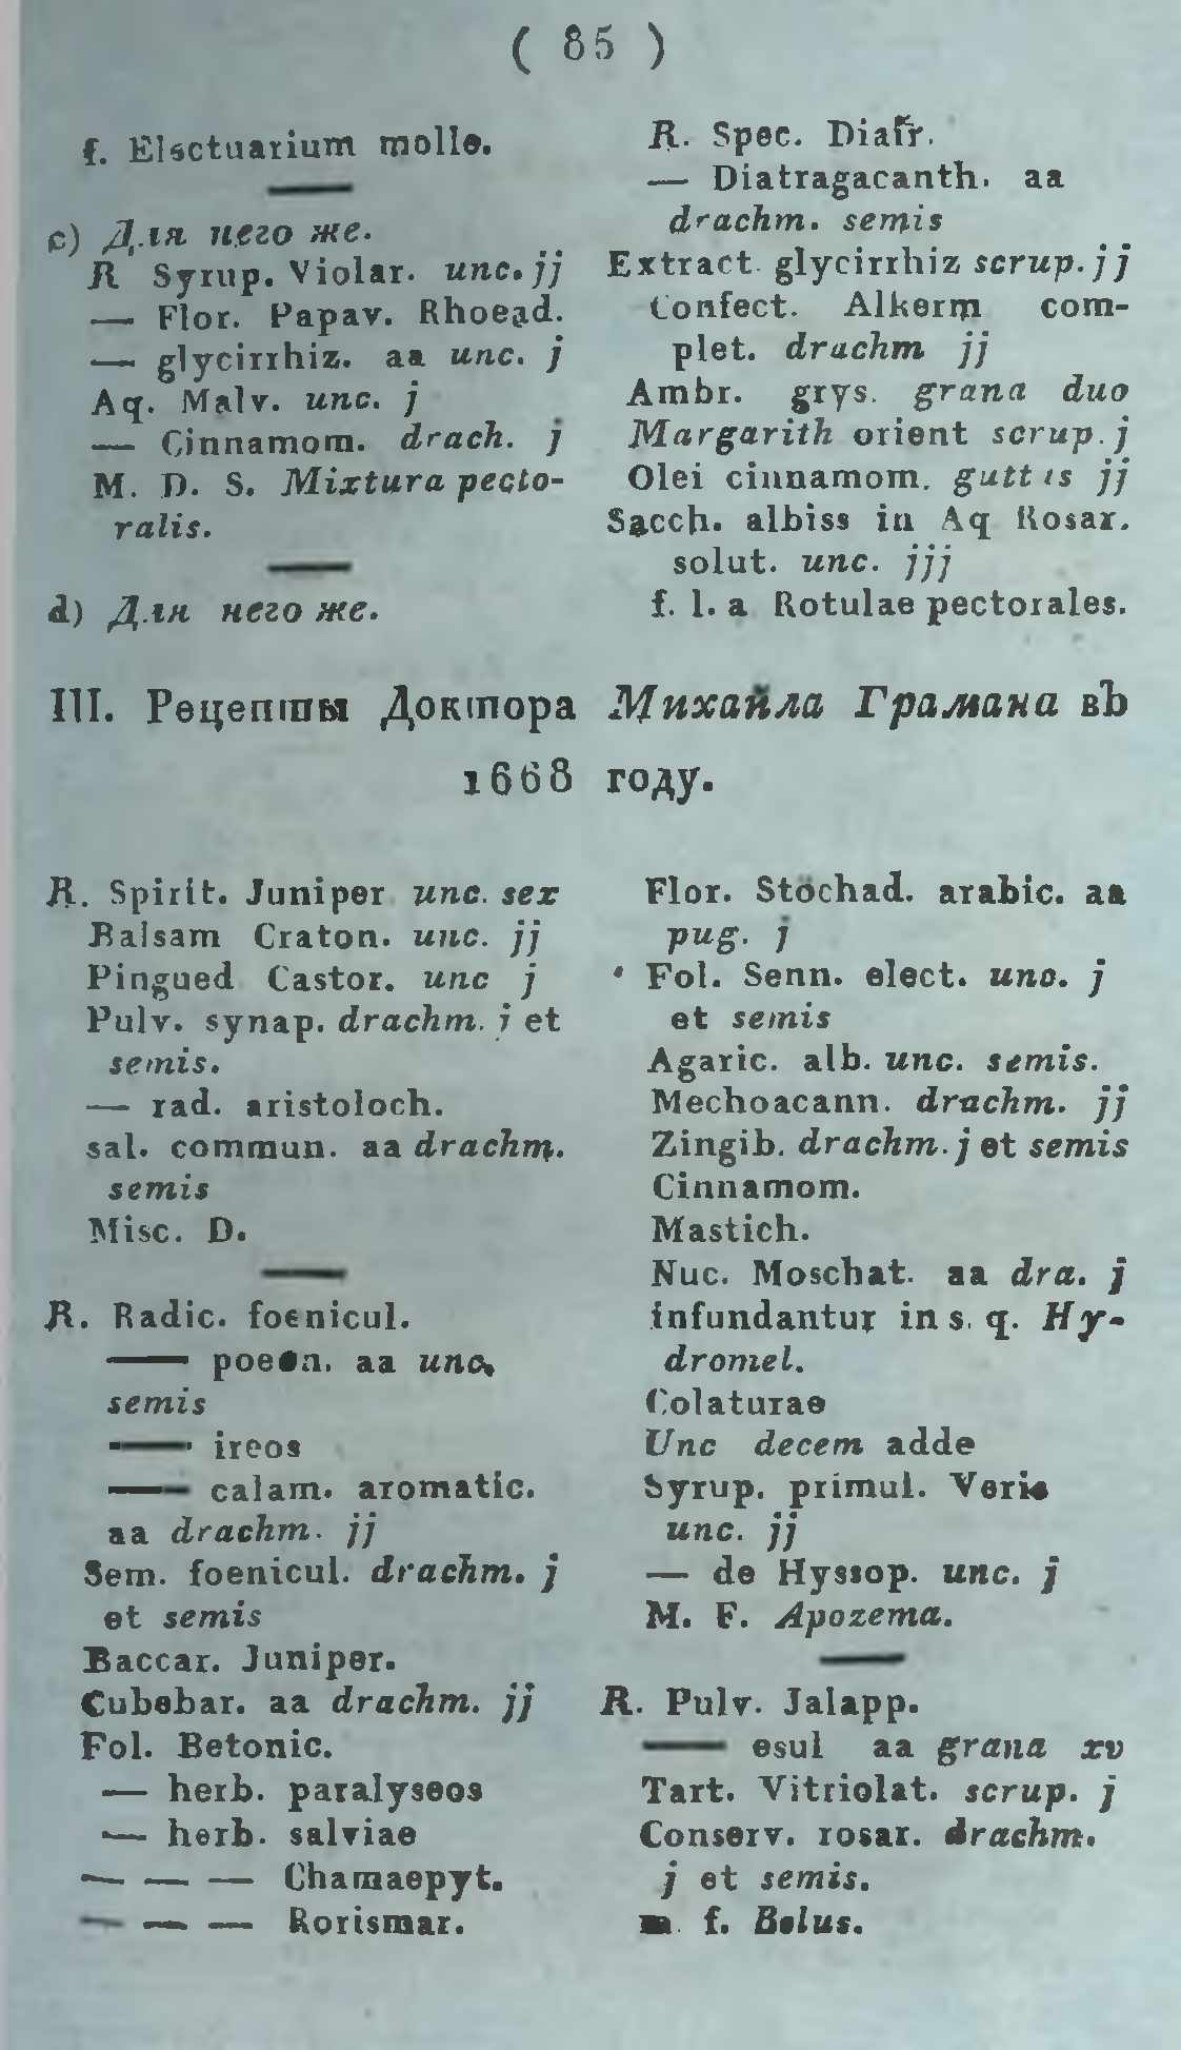 ( 85 )
f. Elsctuarium molle.
c) Для него же.
R Syrup. Violar. unc. jj
— Flor. Papav. Rhoead.
— glycirrhiz. aa unc. j
Aq. Malv. unc. j
— Cinnamom. drach. j
M. D. S. Mixtura pecto-
ralis.
d) Для него же.
R. Spec. Diafr.
— Diatragacanth. aa
drachm. semis
Extract. glycirrhiz scrup. jj
Confect. Alkerm com-
plet. drachm jj
Ambr. grys. grana duo
Margarith orient scrup. j
Olei cinnamom. guttis jj
Sacch. albiss in Aq Rosar.
solut. unc. jjj
f. l. a Rotulae pectorales.
III. Рецепты Доктора Михайла Грамана въ
1668 году.
R. Spirit. Juniper. unc. sex
Balsam Craton. unc. jj
Pingued Castor. unc j
Pulv. synap. drachm. j et
semis.
— rad. aristoloch.
sal. commun. aa drachm.
semis
Misc. D.
R. Radic. foenicul.
— poeon. aa unc.
semis
— ireos
— calam. aromatic.
aa drachm. jj
Sem. foenicul. drachm. j
et semis
Baccar. Juniper.
Cubebar. aa drachm. jj
Fol. Betonic.
— herb. paralyseos
— herb. salviae
— — — Chamaepyt.
— — — Rorismar.
Flor. Stöchad. arabic. aa
pug. j
Fol. Senn. elect. unc. j
et semis
Agaric. alb. unc. semis.
Mechoacann. drachm. jj
Zingib. drachm. j et semis
Cinnamom.
Mastich.
Nuc. Moschat. aa dra. j
infundantur in s. q. Hy-
dromel.
Colaturae
Unc decem adde
Syrup. primul. Veris
unc. jj
— de Hyssop. unc. j
M. F. Apozema.
R. Pulv. Jalapp.
— esul aa grana xv
Tart. Vitriolat. scrup. j
Conserv. rosar. drachm.
j et semis.
m. f. Bolus.